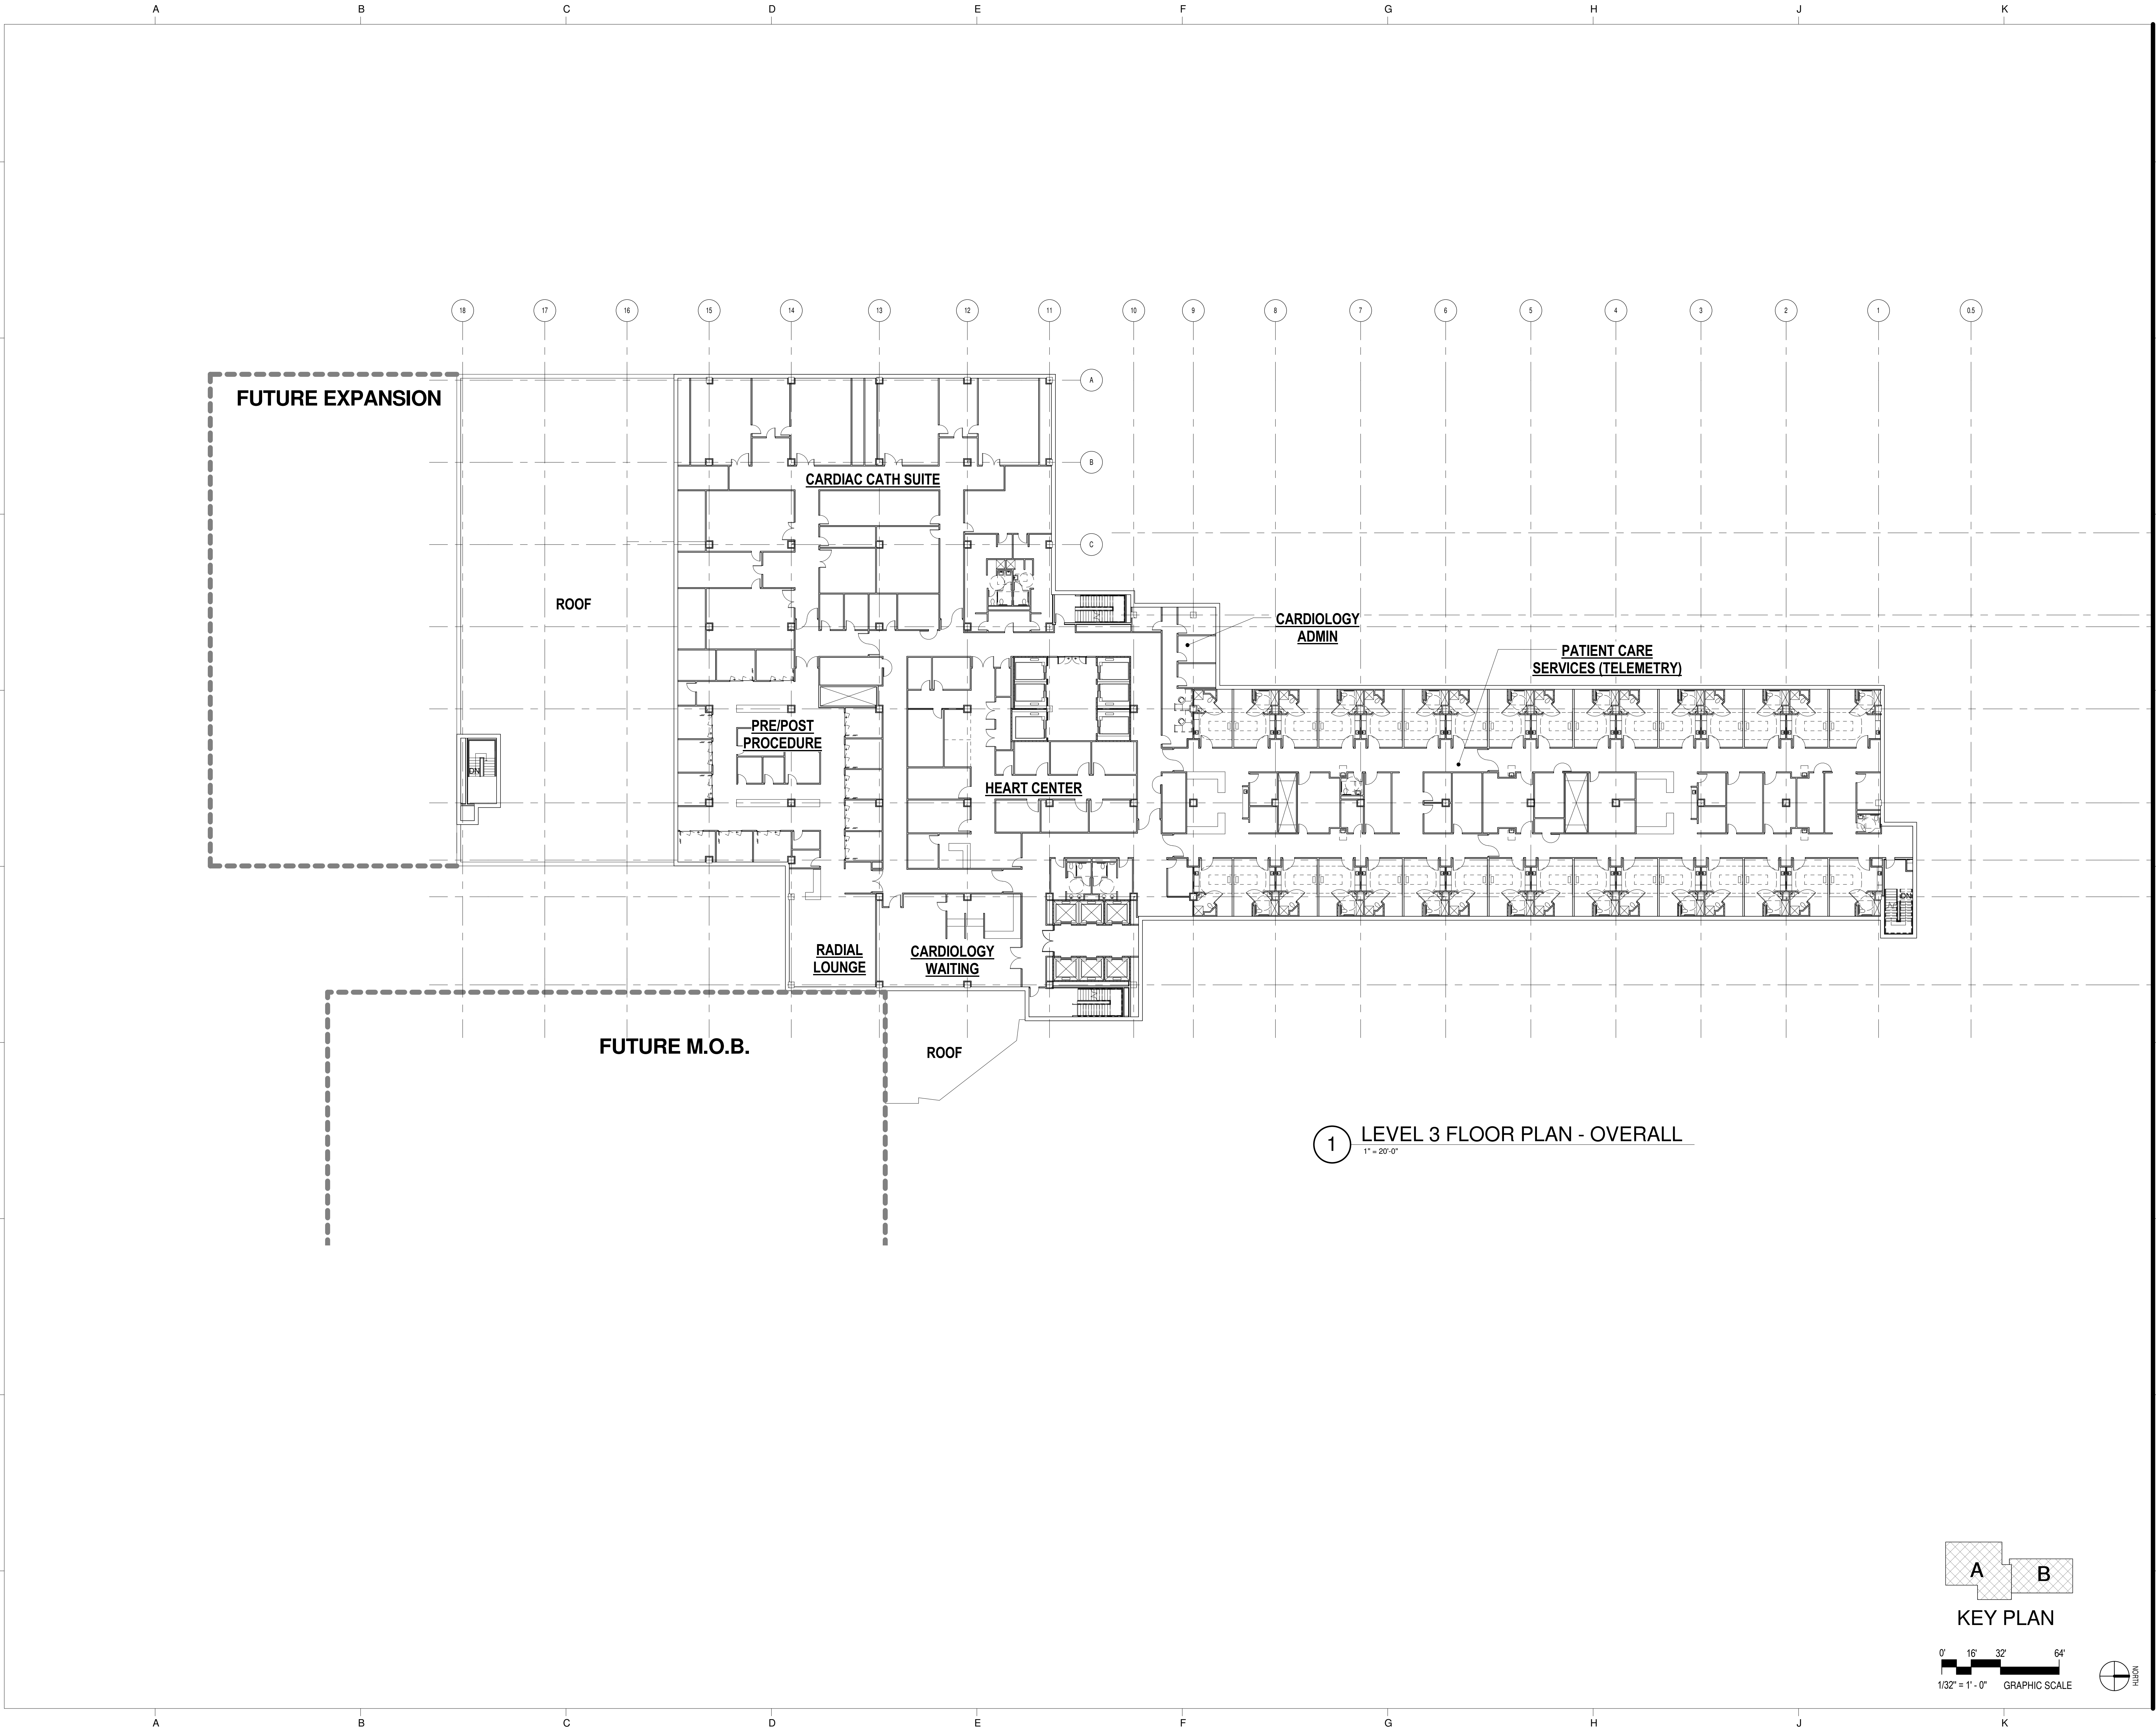 A B C D E F G H J K
18 17 16 15 14 13 12 11 10 9 8 7 6 5 4 3 2 1 0.5
A
FUTURE EXPANSION
B
CARDIAC CATH SUITE
C
ROOF
CARDIOLOGY
ADMIN
PATIENT CARE
SERVICES (TELEMETRY)
PRE/POST
PROCEDURE
DN
HEART CENTER
DN
RADIAL
LOUNGE
CARDIOLOGY
WAITING
FUTURE M.O.B.
ROOF
1 LEVEL 3 FLOOR PLAN - OVERALL
1" = 20'-0"
A B
KEY PLAN
0' 16' 32' 64'
1/32" = 1' - 0" GRAPHIC SCALE
NORTH
A B C D E F G H J K